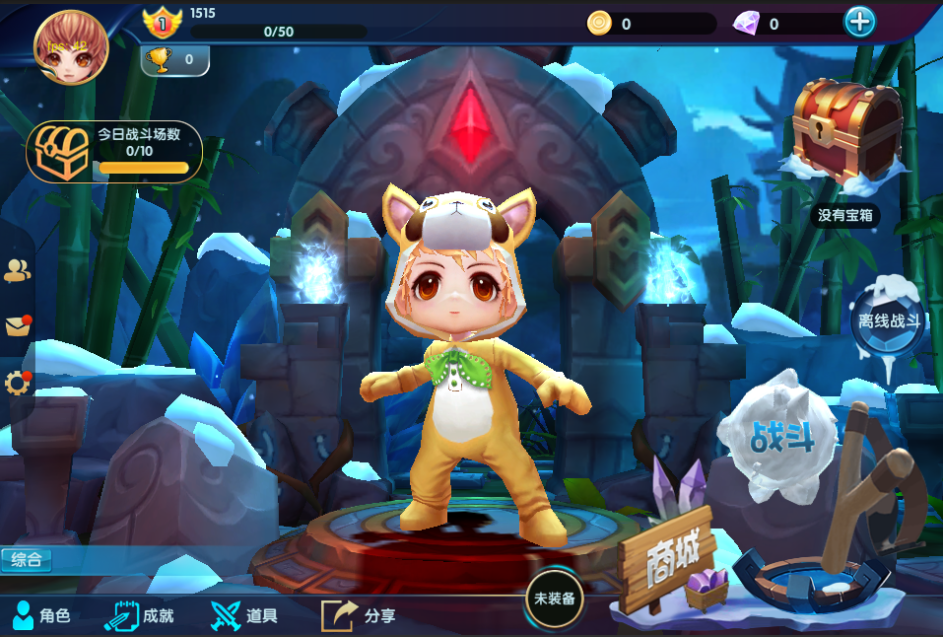 1
1515
0/50
0
0
0
今日战斗场数
0/10
没有宝箱
离线战斗
战斗
商城
综合
未装备
角色
成就
道具
分享